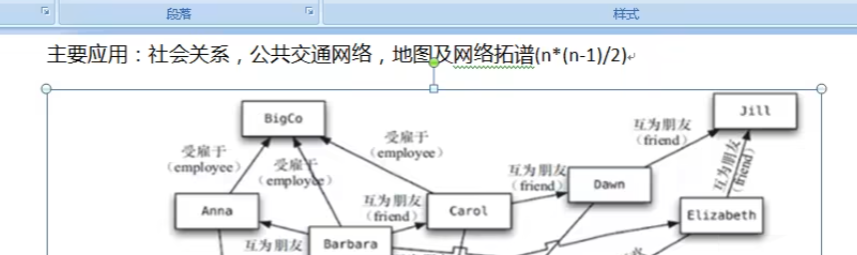 段落 样式
主要应用：社会关系，公共交通网络，地图及网络拓谱(n*(n-1)/2)
BigCo
Jill
受雇于
(employee)
受雇于
(employee)
受雇于
(employee)
互为朋友
(friend)
互为朋友
(friend)
互为朋友
(friend)
Anna
互为朋友
(friend)
Carol
Dawn
Elizabeth
互为朋友
Barbara